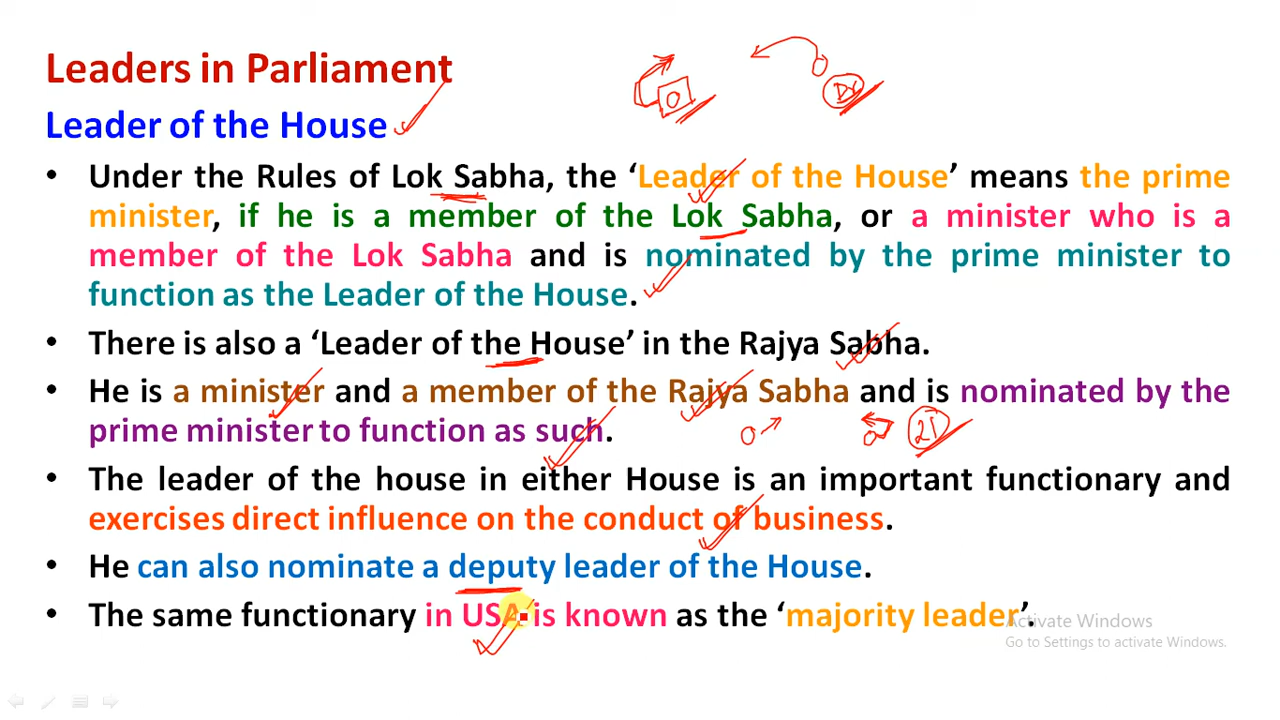 Leaders in Parliament
Leader of the House
• Under the Rules of Lok Sabha, the ‘Leader of the House’ means the prime
minister, if he is a member of the Lok Sabha, or a minister who is a
member of the Lok Sabha and is nominated by the prime minister to
function as the Leader of the House.
• There is also a ‘Leader of the House’ in the Rajya Sabha.
• He is a minister and a member of the Rajya Sabha and is nominated by the
prime minister to function as such.
• The leader of the house in either House is an important functionary and
exercises direct influence on the conduct of business.
• He can also nominate a deputy leader of the House.
• The same functionary in USA is known as the ‘majority leader’.
Activate Windows
Go to Settings to activate Windows.